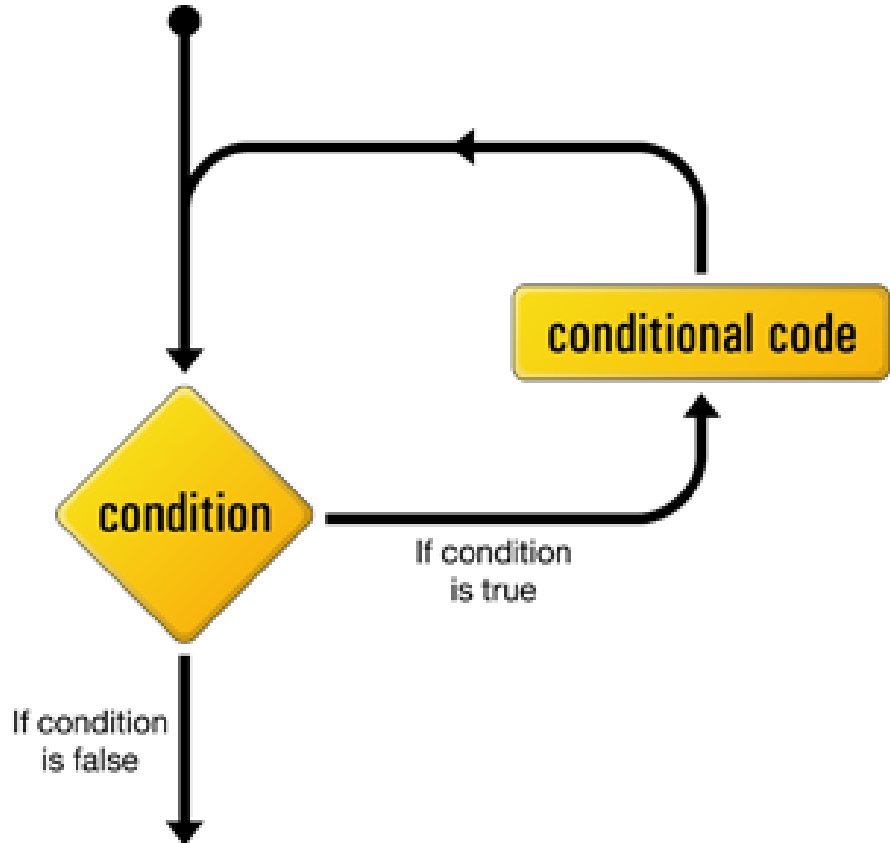 conditional code
condition
If condition
is true
If condition
is false